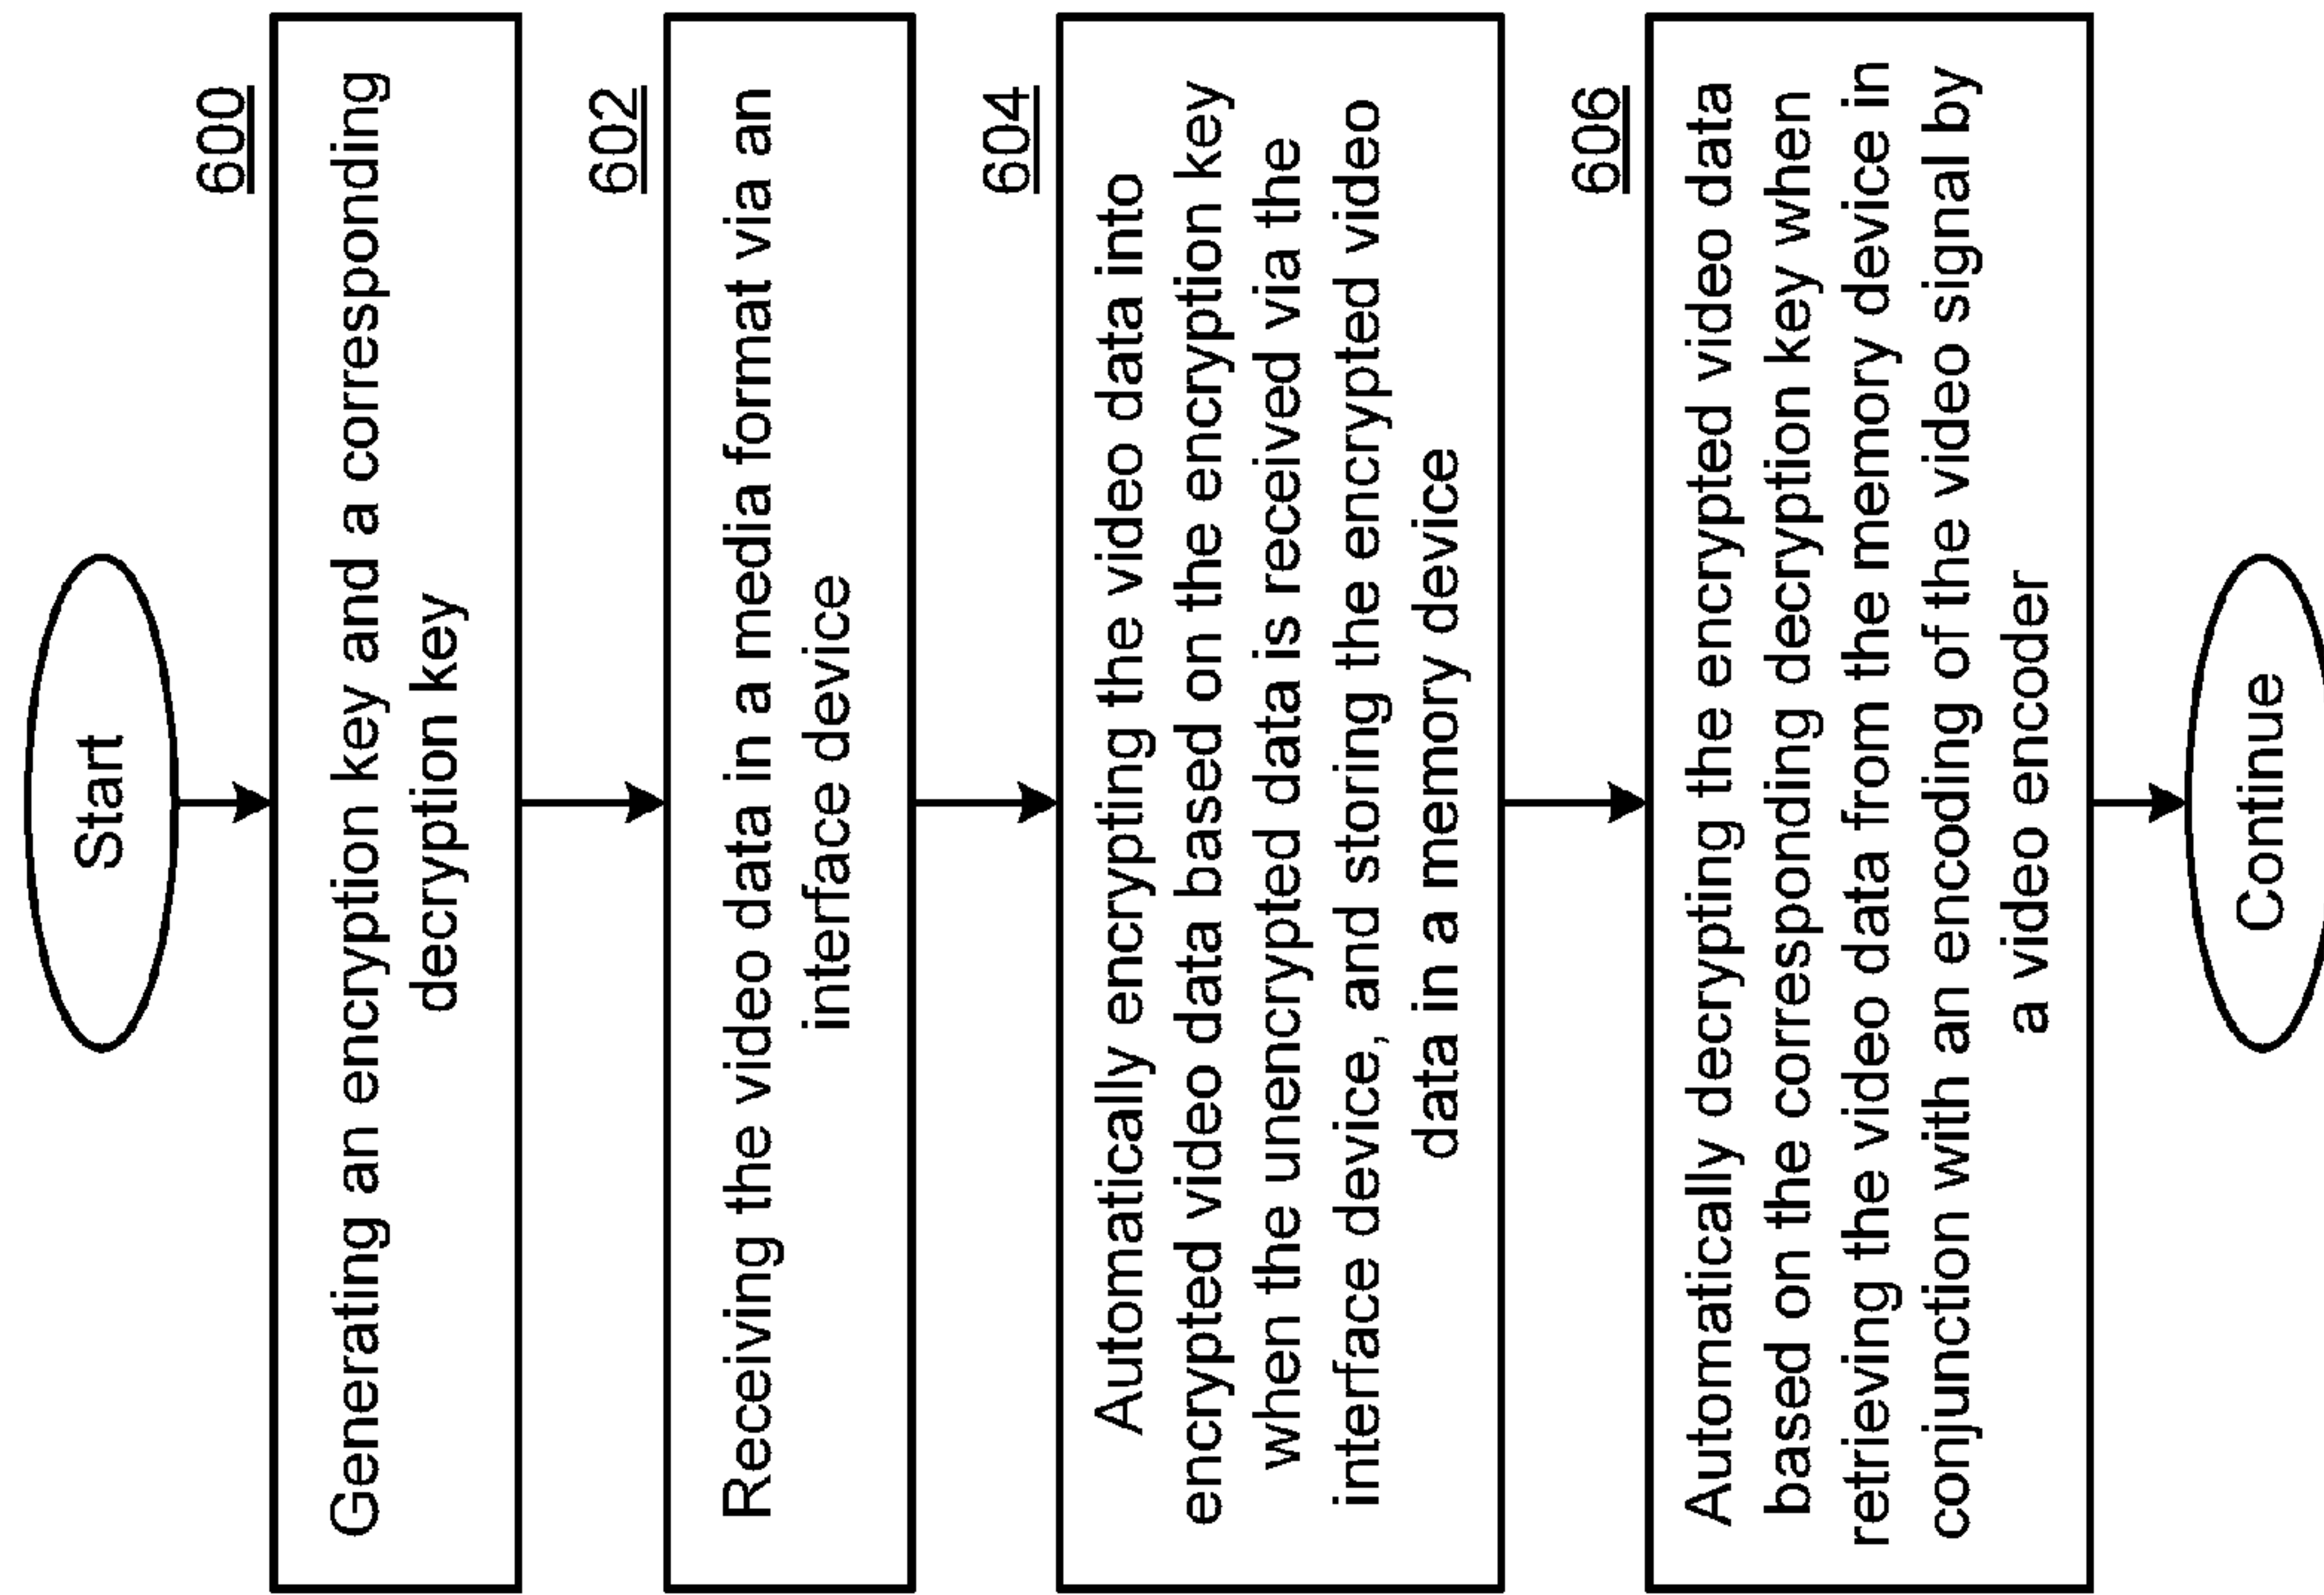 Start
600
Generating an encryption key and a corresponding
decryption key
602
Receiving the video data in a media format via an
interface device
604
Automatically encrypting the video data into
encrypted video data based on the encryption key
when the unencrypted data is received via the
interface device, and storing the encrypted video
data in a memory device
606
Automatically decrypting the encrypted video data
based on the corresponding decryption key when
retrieving the video data from the memory device in
conjunction with an encoding of the video signal by
a video encoder
Continue